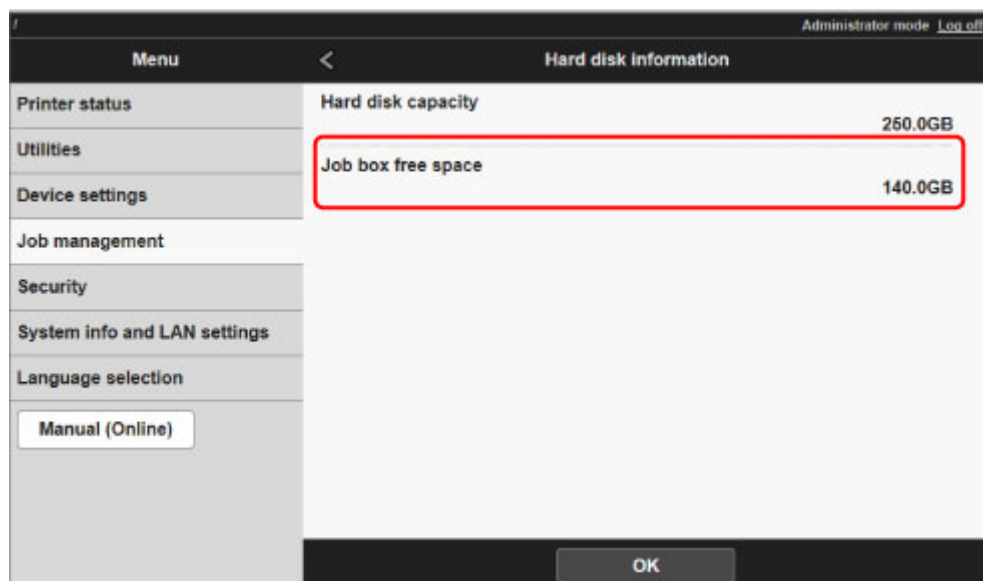 Administrator mode Log off
Menu
< Hard disk information
Printer status
Utilities
Device settings
Job management
Security
System info and LAN settings
Language selection
Manual (Online)
Hard disk capacity
250.0GB
Job box free space
140.0GB
OK